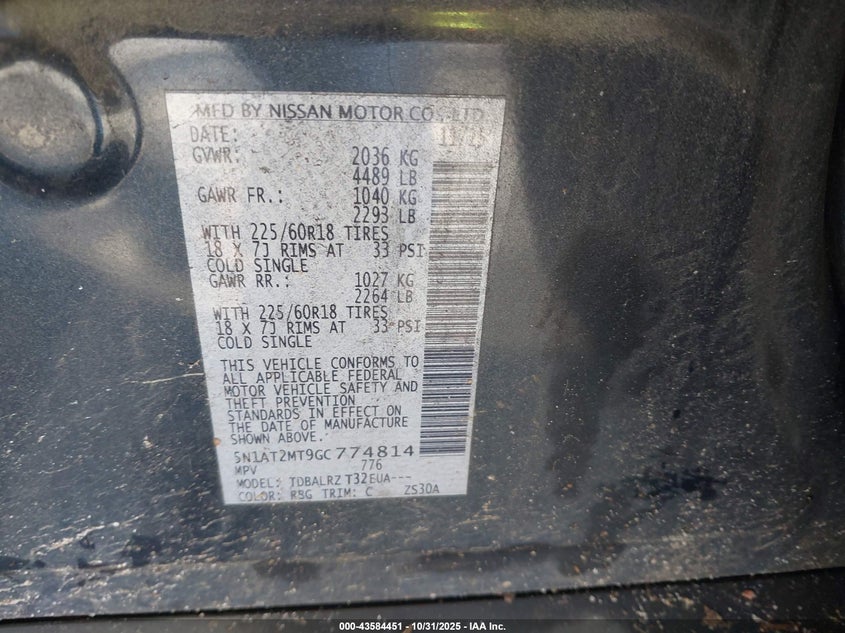 MFD BY NISSAN MOTOR CO., LTD
DATE:
GVWR: 2036 KG
4489 LB
GAWR FR.: 1040 KG
2293 LB
WITH 225/60R18 TIRES
18 X 7J RIMS AT 33 PSI
COLD SINGLE
GAWR RR.: 1027 KG
2264 LB
WITH 225/60R18 TIRES
18 X 7J RIMS AT 33 PSI
COLD SINGLE
THIS VEHICLE CONFORMS TO
ALL APPLICABLE FEDERAL
MOTOR VEHICLE SAFETY AND
THEFT PREVENTION
STANDARDS IN EFFECT ON
THE DATE OF MANUFACTURE
SHOWN ABOVE.
5N1AT2MT9GC774814
MPV 776
MODEL: TDBALRZ T32EUA---
COLOR: RBG TRIM: C ZS30A
000-43584451 - 10/31/2025 - IAA Inc.